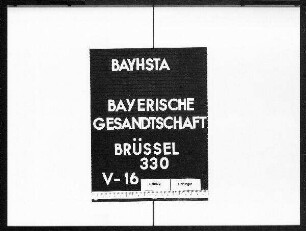 BAYHSTA
BAYERISCHE
GESANDTSCHAFT
BRÜSSEL
330
V-16